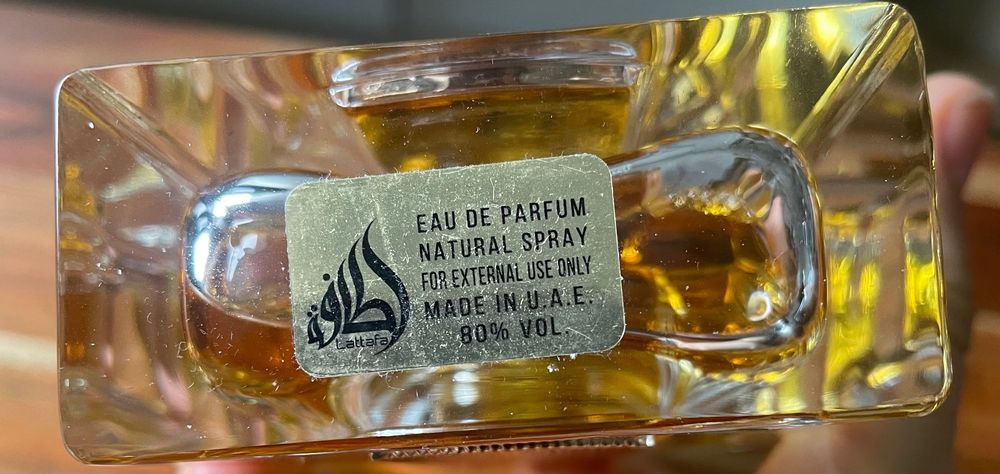 EAU DE PARFUM
NATURAL SPRAY
FOR EXTERNAL USE ONLY
MADE IN U.A.E.
80% VOL.
لطافة
Lattafa